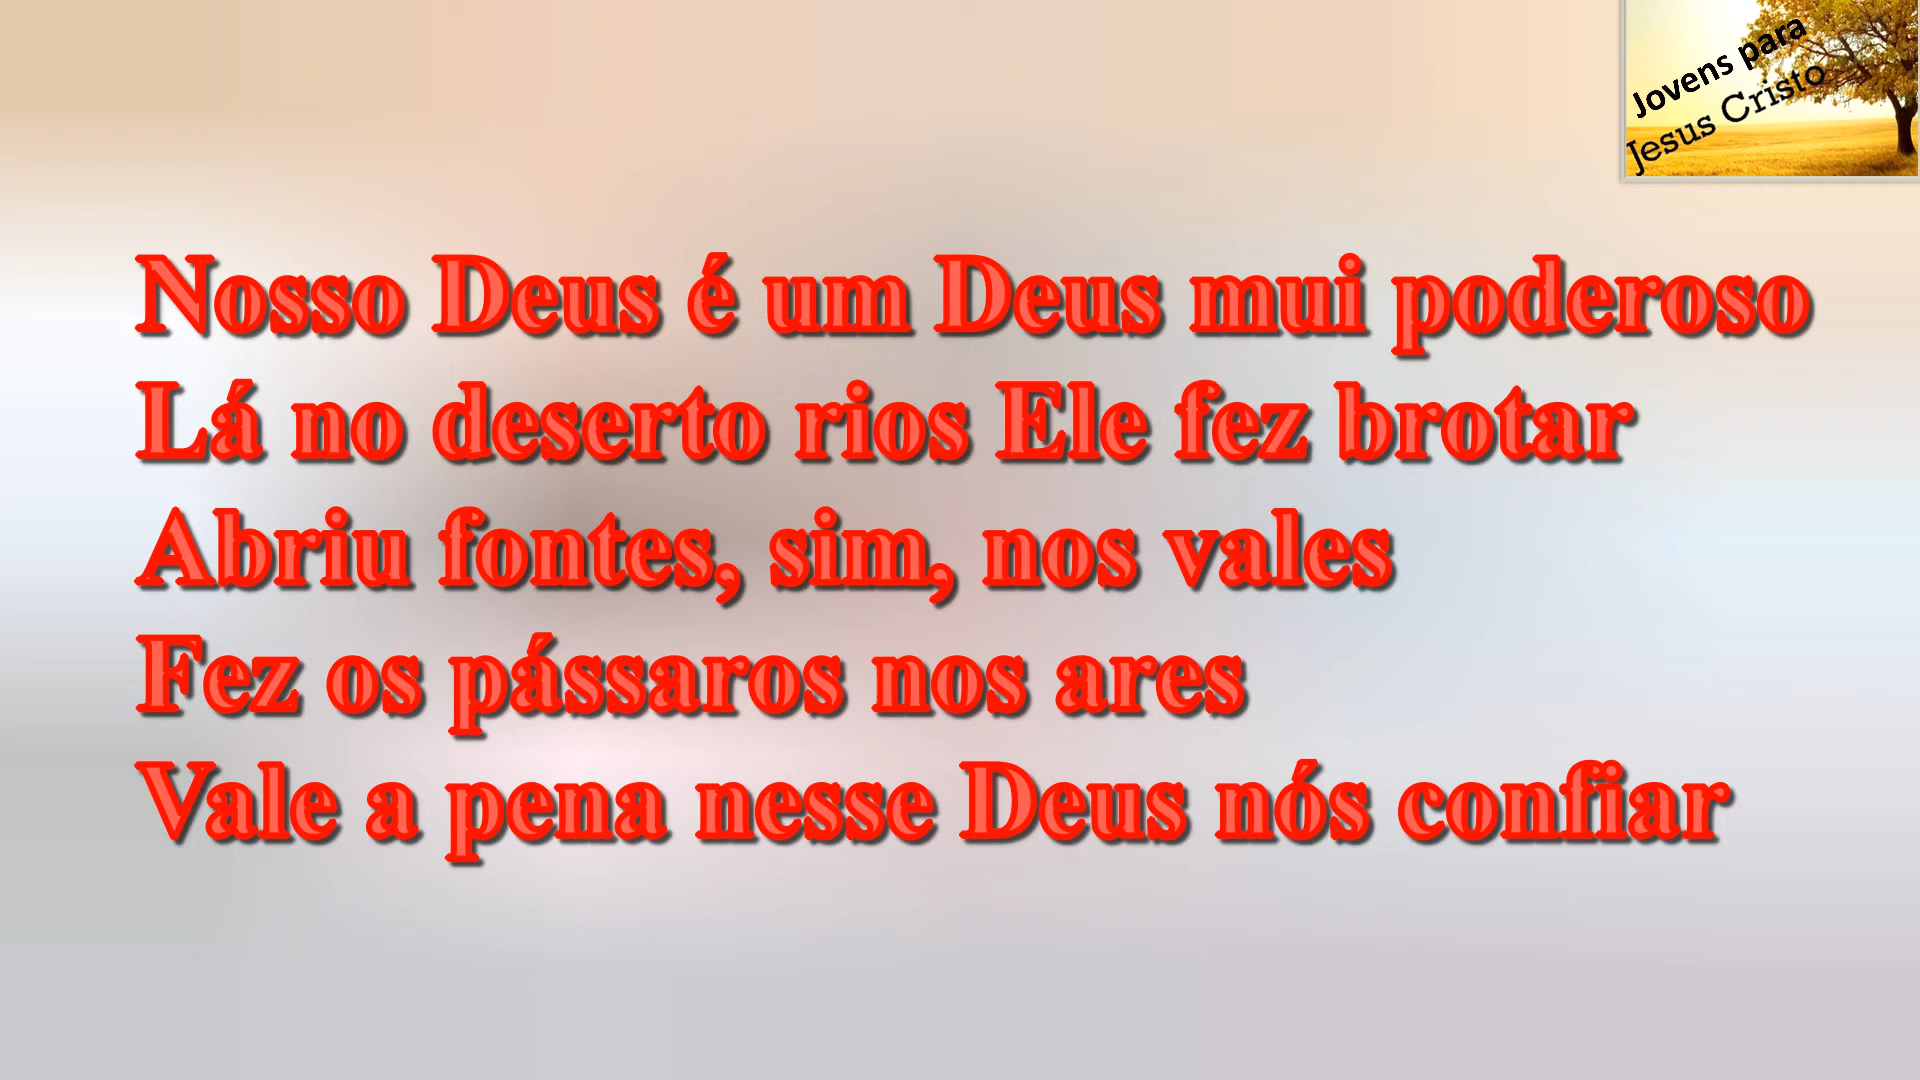 Jovens para
Jesus Cristo
Nosso Deus é um Deus mui poderoso
Lá no deserto rios Ele fez brotar
Abriu fontes, sim, nos vales
Fez os pássaros nos ares
Vale a pena nesse Deus nós confiar